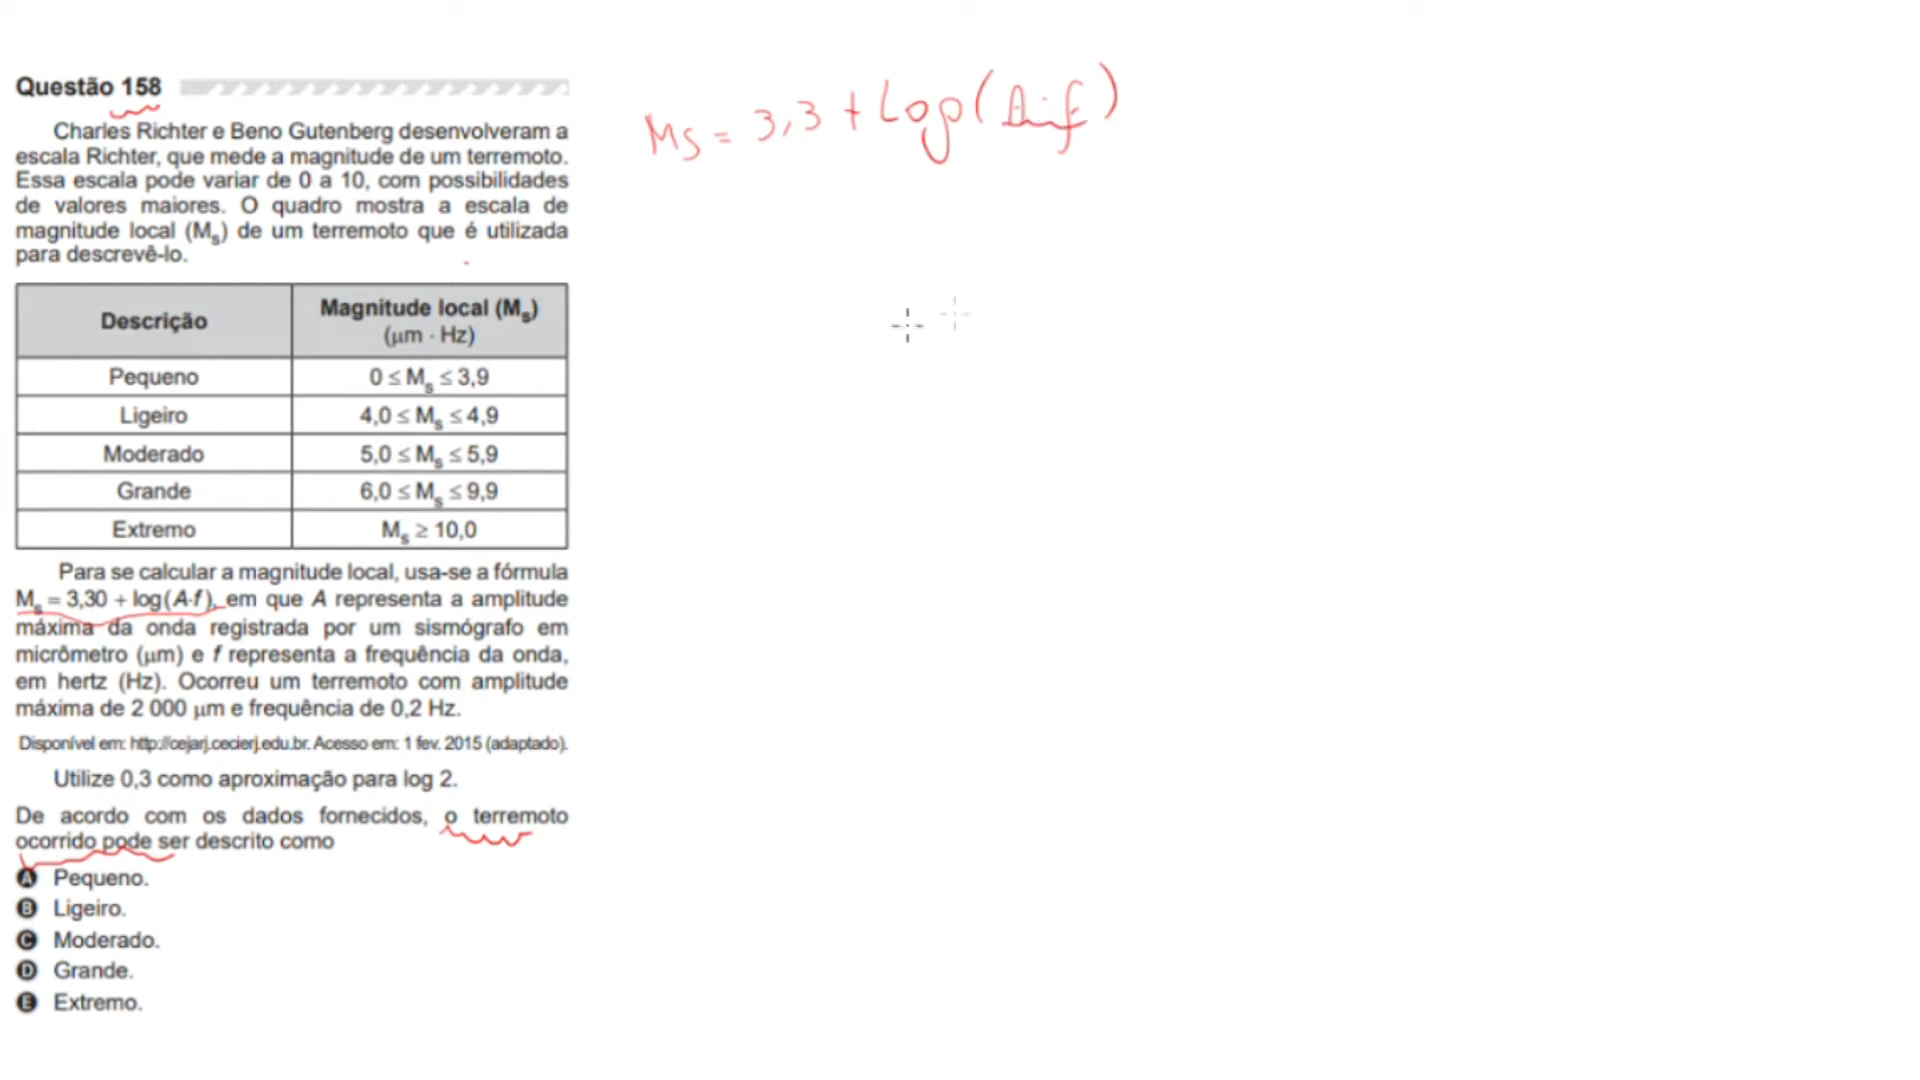 Questão 158
Charles Richter e Beno Gutenberg desenvolveram a
escala Richter, que mede a magnitude de um terremoto.
Essa escala pode variar de 0 a 10, com possibilidades
de valores maiores. O quadro mostra a escala de
magnitude local (Ms) de um terremoto que é utilizada
para descrevê-lo.
Descrição
Magnitude local (Ms)
(μm · Hz)
Pequeno
0 ≤ Ms ≤ 3,9
Ligeiro
4,0 ≤ Ms ≤ 4,9
Moderado
5,0 ≤ Ms ≤ 5,9
Grande
6,0 ≤ Ms ≤ 9,9
Extremo
Ms ≥ 10,0
Para se calcular a magnitude local, usa-se a fórmula
Ms = 3,30 + log(A·f), em que A representa a amplitude
máxima da onda registrada por um sismógrafo em
micrômetro (μm) e f representa a frequência da onda,
em hertz (Hz). Ocorreu um terremoto com amplitude
máxima de 2 000 μm e frequência de 0,2 Hz.
Disponível em: http://cejarj.cecierj.edu.br. Acesso em: 1 fev. 2015 (adaptado).
Utilize 0,3 como aproximação para log 2.
De acordo com os dados fornecidos, o terremoto
ocorrido pode ser descrito como
A Pequeno.
B Ligeiro.
C Moderado.
D Grande.
E Extremo.
Ms = 3,3 + Log(A·f)